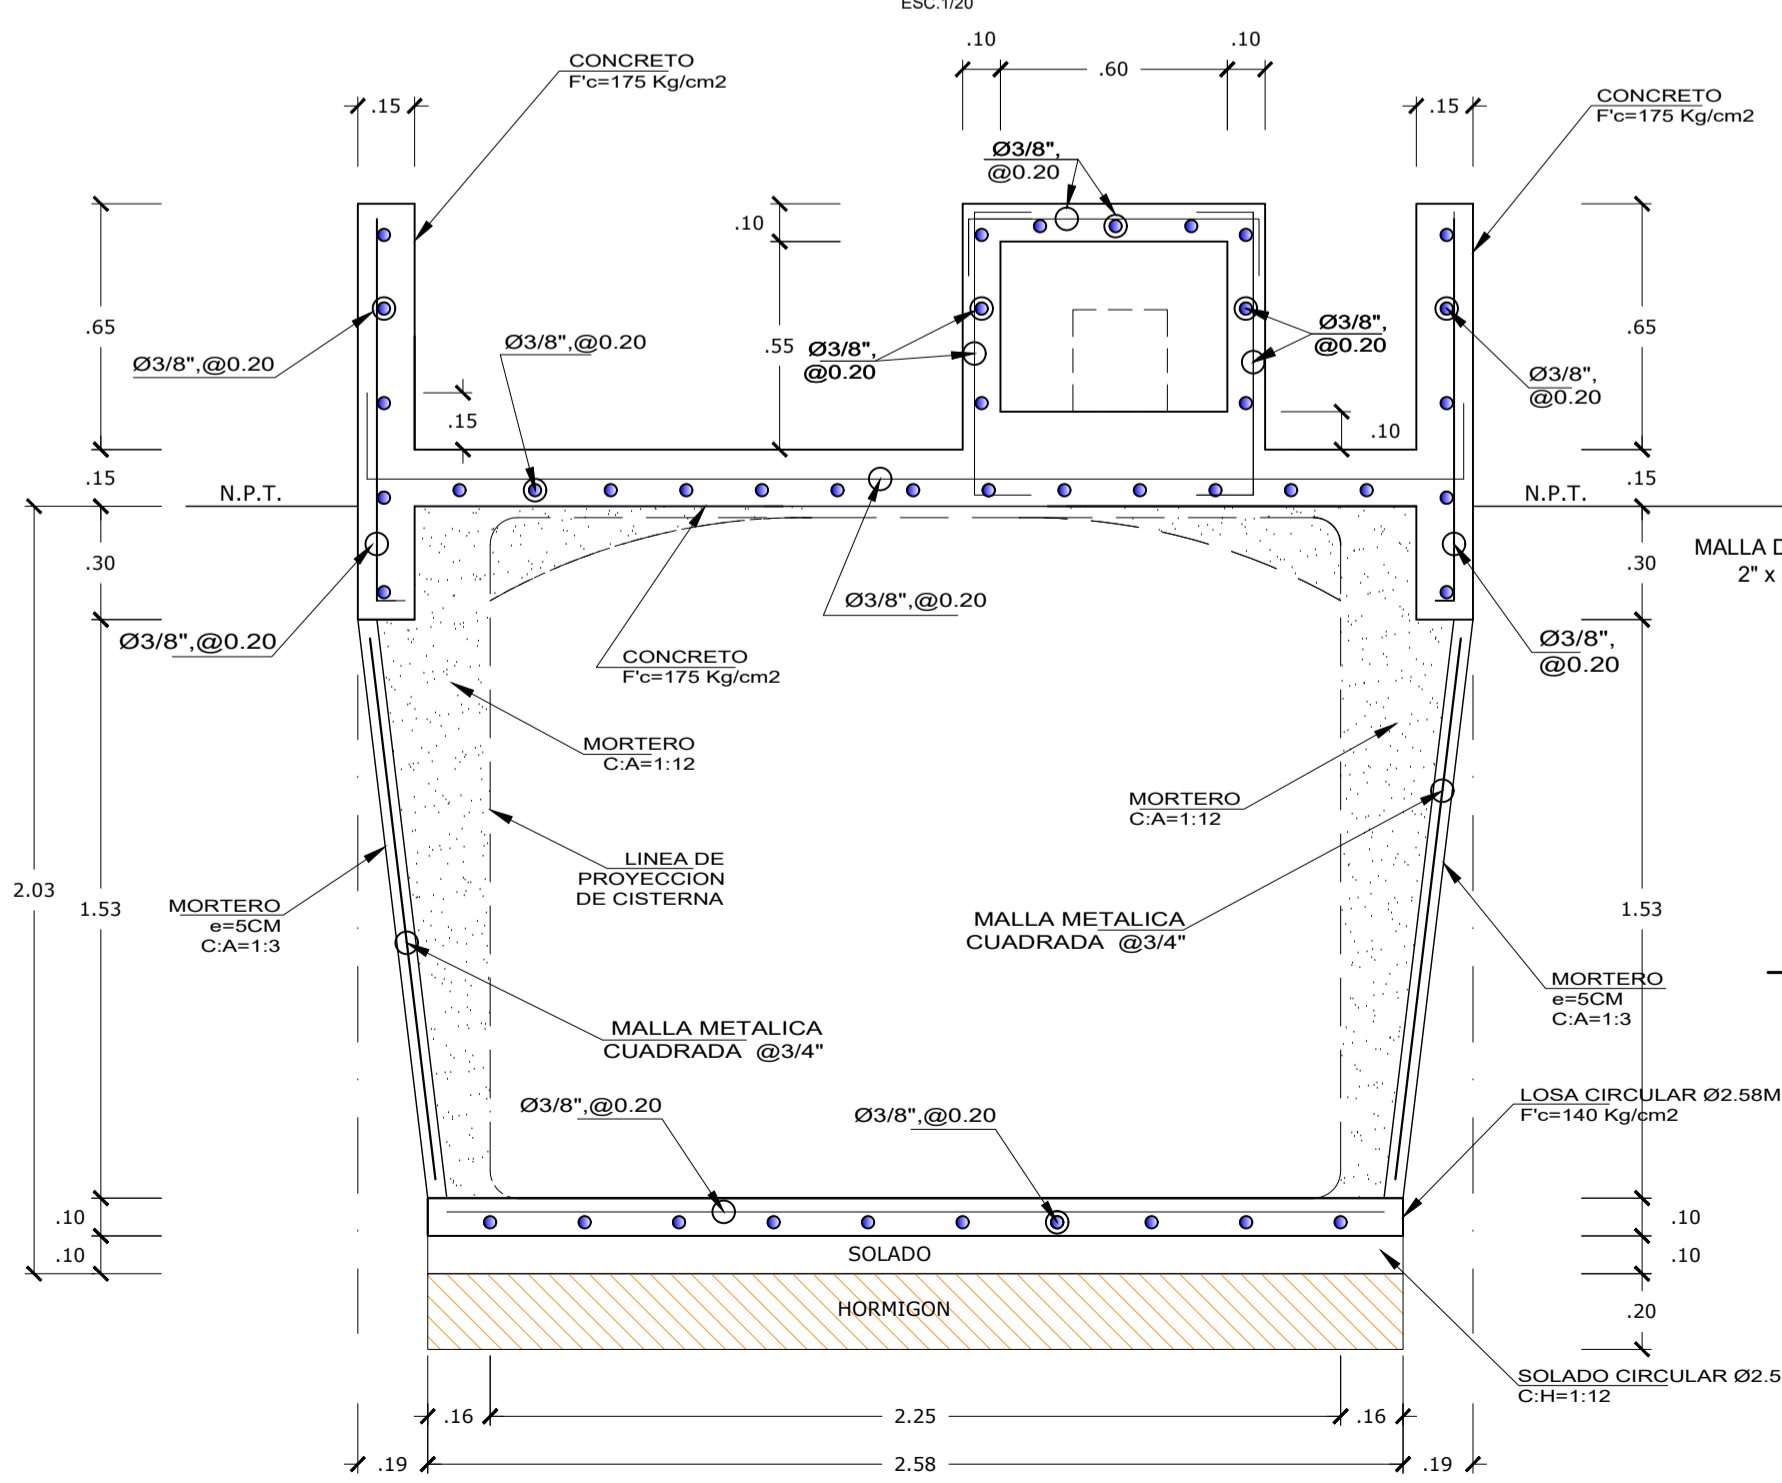 ESC.1/20
.10
.60
.10
CONCRETO
F'c=175 Kg/cm2
.15
.15
CONCRETO
F'c=175 Kg/cm2
Ø3/8",
@0.20
.10
.65
.55
.65
Ø3/8",@0.20
Ø3/8",@0.20
Ø3/8",
@0.20
Ø3/8",
@0.20
Ø3/8",
@0.20
.15
.10
.15
N.P.T.
N.P.T.
.15
.30
.30
MALLA D
2" x
Ø3/8",@0.20
Ø3/8",@0.20
Ø3/8",
@0.20
CONCRETO
F'c=175 Kg/cm2
MORTERO
C:A=1:12
MORTERO
C:A=1:12
LINEA DE
PROYECCION
DE CISTERNA
2.03
1.53
1.53
MORTERO
e=5CM
C:A=1:3
MALLA METALICA
CUADRADA @3/4"
MORTERO
e=5CM
C:A=1:3
MALLA METALICA
CUADRADA @3/4"
Ø3/8",@0.20
Ø3/8",@0.20
LOSA CIRCULAR Ø2.58M
F'c=140 Kg/cm2
.10
.10
.10
SOLADO
.10
HORMIGON
.20
SOLADO CIRCULAR Ø2.5
C:H=1:12
.16
2.25
.16
.19
2.58
.19